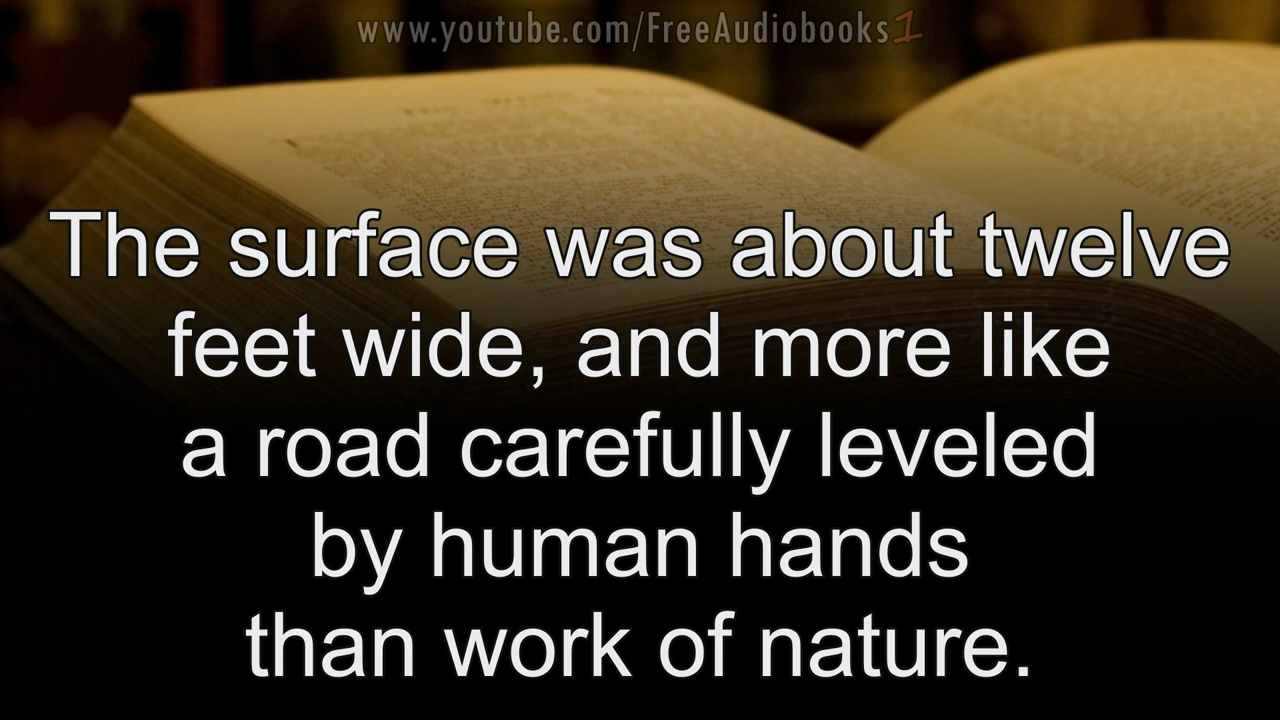 www.youtube.com/FreeAudiobooks1
The surface was about twelve
feet wide, and more like
a road carefully leveled
by human hands
than work of nature.